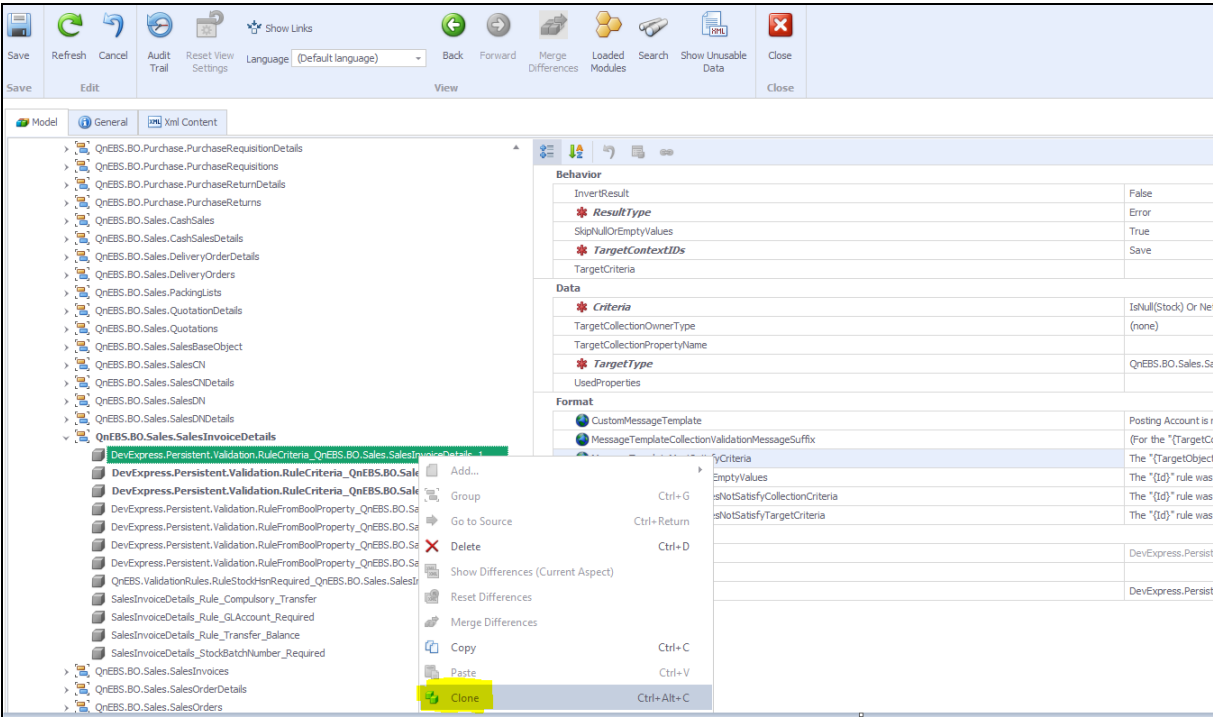 Save
Refresh
Cancel
Audit Trail
Reset View Settings
Show Links
Language (Default language)
Back
Forward
Merge Differences
Loaded Modules
Search
Show Unusable Data
Close
Save
Edit
View
Close
Model
General
Xml Content
QnEBS.BO.Purchase.PurchaseRequisitionDetails
QnEBS.BO.Purchase.PurchaseRequisitions
QnEBS.BO.Purchase.PurchaseReturnDetails
QnEBS.BO.Purchase.PurchaseReturns
QnEBS.BO.Sales.CashSales
QnEBS.BO.Sales.CashSalesDetails
QnEBS.BO.Sales.DeliveryOrderDetails
QnEBS.BO.Sales.DeliveryOrders
QnEBS.BO.Sales.PackingLists
QnEBS.BO.Sales.QuotationDetails
QnEBS.BO.Sales.Quotations
QnEBS.BO.Sales.SalesBaseObject
QnEBS.BO.Sales.SalesCN
QnEBS.BO.Sales.SalesCNDetails
QnEBS.BO.Sales.SalesDN
QnEBS.BO.Sales.SalesDNDetails
QnEBS.BO.Sales.SalesInvoiceDetails
DevExpress.Persistent.Validation.RuleCriteria_QnEBS.BO.Sales.SalesInvoiceDetails_1
DevExpress.Persistent.Validation.RuleCriteria_QnEBS.BO.Sale
DevExpress.Persistent.Validation.RuleCriteria_QnEBS.BO.Sale
DevExpress.Persistent.Validation.RuleFromBoolProperty_QnEBS.BO.Sa
DevExpress.Persistent.Validation.RuleFromBoolProperty_QnEBS.BO.Sa
DevExpress.Persistent.Validation.RuleFromBoolProperty_QnEBS.BO.Sa
DevExpress.Persistent.Validation.RuleFromBoolProperty_QnEBS.BO.Sa
QnEBS.ValidationRules.RuleStockHsnRequired_QnEBS.BO.Sales.SalesIn
SalesInvoiceDetails_Rule_Compulsory_Transfer
SalesInvoiceDetails_Rule_GLAccount_Required
SalesInvoiceDetails_Rule_Transfer_Balance
SalesInvoiceDetails_StockBatchNumber_Required
QnEBS.BO.Sales.SalesInvoices
QnEBS.BO.Sales.SalesOrderDetails
QnEBS.BO.Sales.SalesOrders
Add...
Group Ctrl+G
Go to Source Ctrl+Return
Delete Ctrl+D
Show Differences (Current Aspect)
Reset Differences
Merge Differences
Copy Ctrl+C
Paste Ctrl+V
Clone Ctrl+Alt+C
Behavior
InvertResult False
ResultType Error
SkipNullOrEmptyValues True
TargetContextIDs Save
TargetCriteria
Data
Criteria IsNull(Stock) Or Ne
TargetCollectionOwnerType (none)
TargetCollectionPropertyName
TargetType QnEBS.BO.Sales.Sa
UsedProperties
Format
CustomMessageTemplate Posting Account is
MessageTemplateCollectionValidationMessageSuffix (For the "{TargetCo
fyCriteria The "{TargetObject
EmptyValues The "{Id}" rule was
sNotSatisfyCollectionCriteria The "{Id}" rule was
sNotSatisfyTargetCriteria The "{Id}" rule was
DevExpress.Persist
DevExpress.Persist